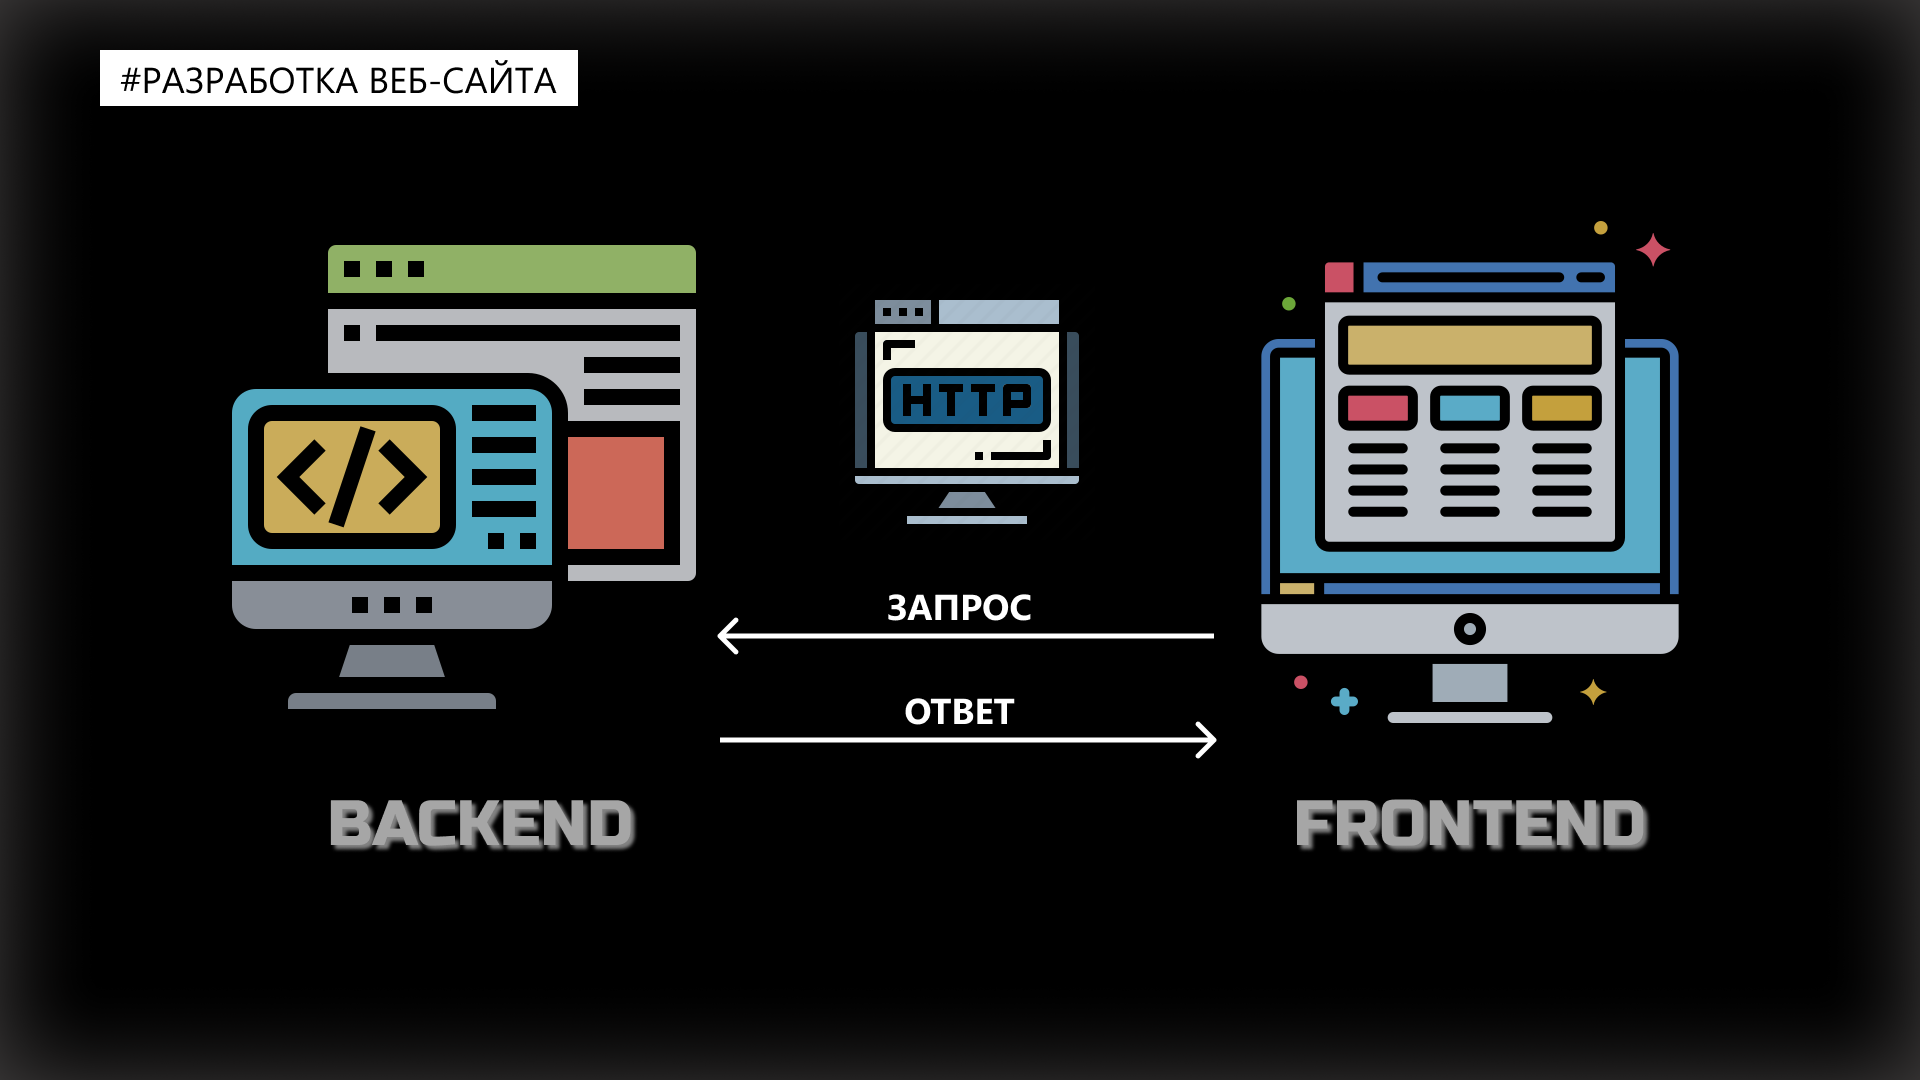 #РАЗРАБОТКА ВЕБ-САЙТА
</>
HTTP
ЗАПРОС
ОТВЕТ
BACKEND
FRONTEND